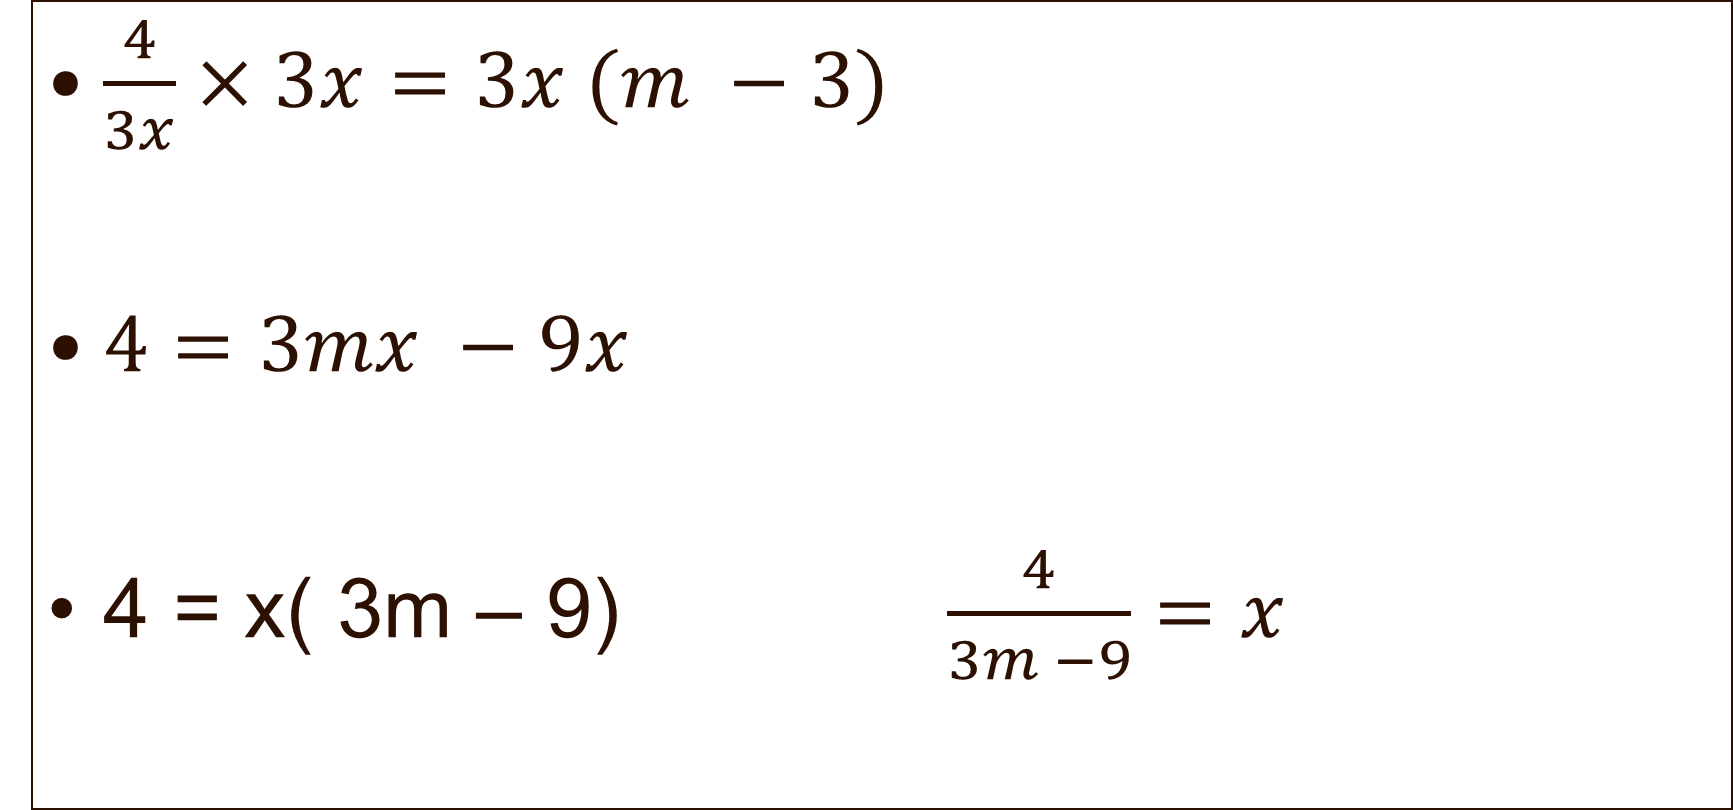 • 4/3x × 3x = 3x (m − 3)
• 4 = 3mx − 9x
• 4 = x( 3m – 9) 4/(3m −9) = x